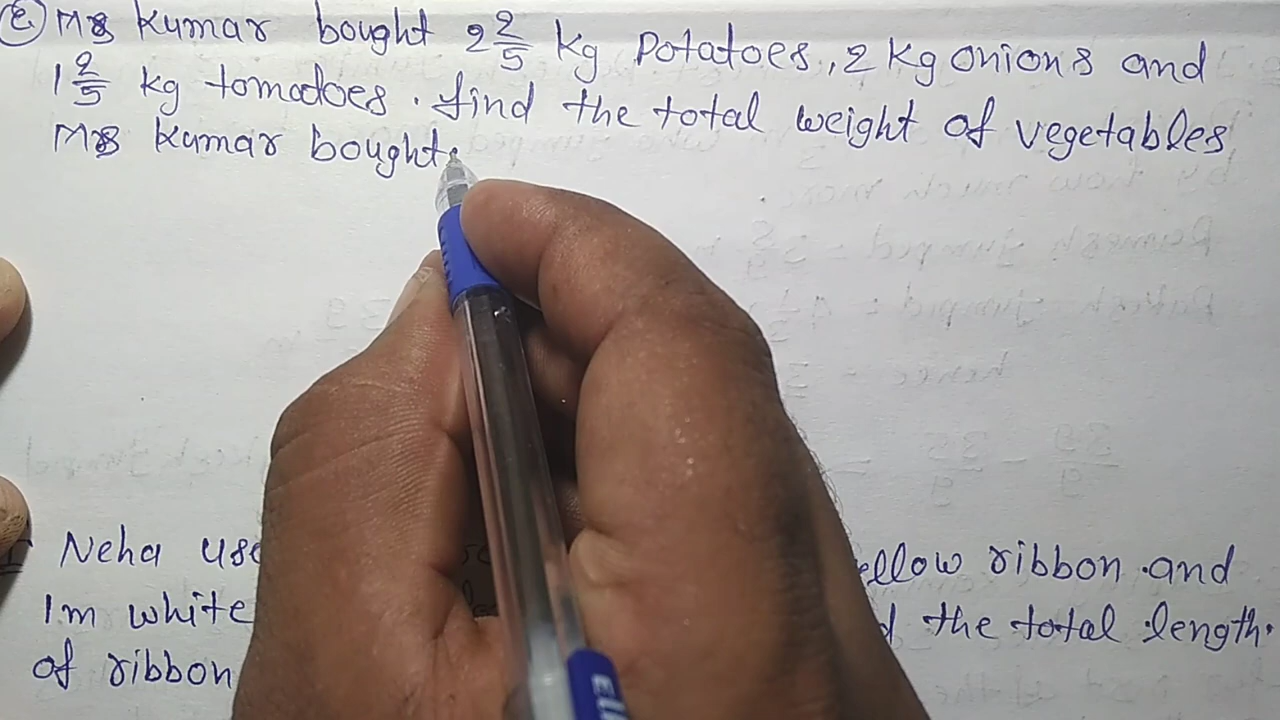 ② Mrs Kumar bought 2 2/5 kg Potatoes, 2 kg onions and
1 2/5 kg tomatoes. find the total weight of vegetables
Mrs Kumar bought.
Neha
ellow ribbon and
1m white
the total length.
of ribbon